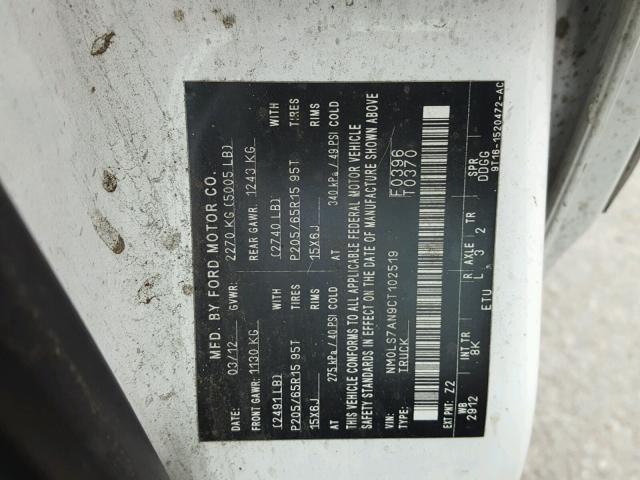 MFD. BY FORD MOTOR CO.
DATE: 03/12 GVWR: 2270 KG (5005 LB)
FRONT GAWR: 1130 KG REAR GAWR: 1243 KG
(2491 LB) (2740 LB)
P205/65R15 95T TIRES P205/65R15 95T TIRES
15X6J RIMS 15X6J RIMS
AT 275 kPa / 40 PSI COLD AT 340 kPa / 49 PSI COLD
THIS VEHICLE CONFORMS TO ALL APPLICABLE FEDERAL MOTOR VEHICLE
SAFETY STANDARDS IN EFFECT ON THE DATE OF MANUFACTURE SHOWN ABOVE
VIN: NM0LS7AN9CT102519 F0396
TYPE: TRUCK T0370
EXT PNT: Z2 ETU
WB INT TR L AXLE TR SPR
2912 8K 3 2 DDGG
9T16-1520472-AC